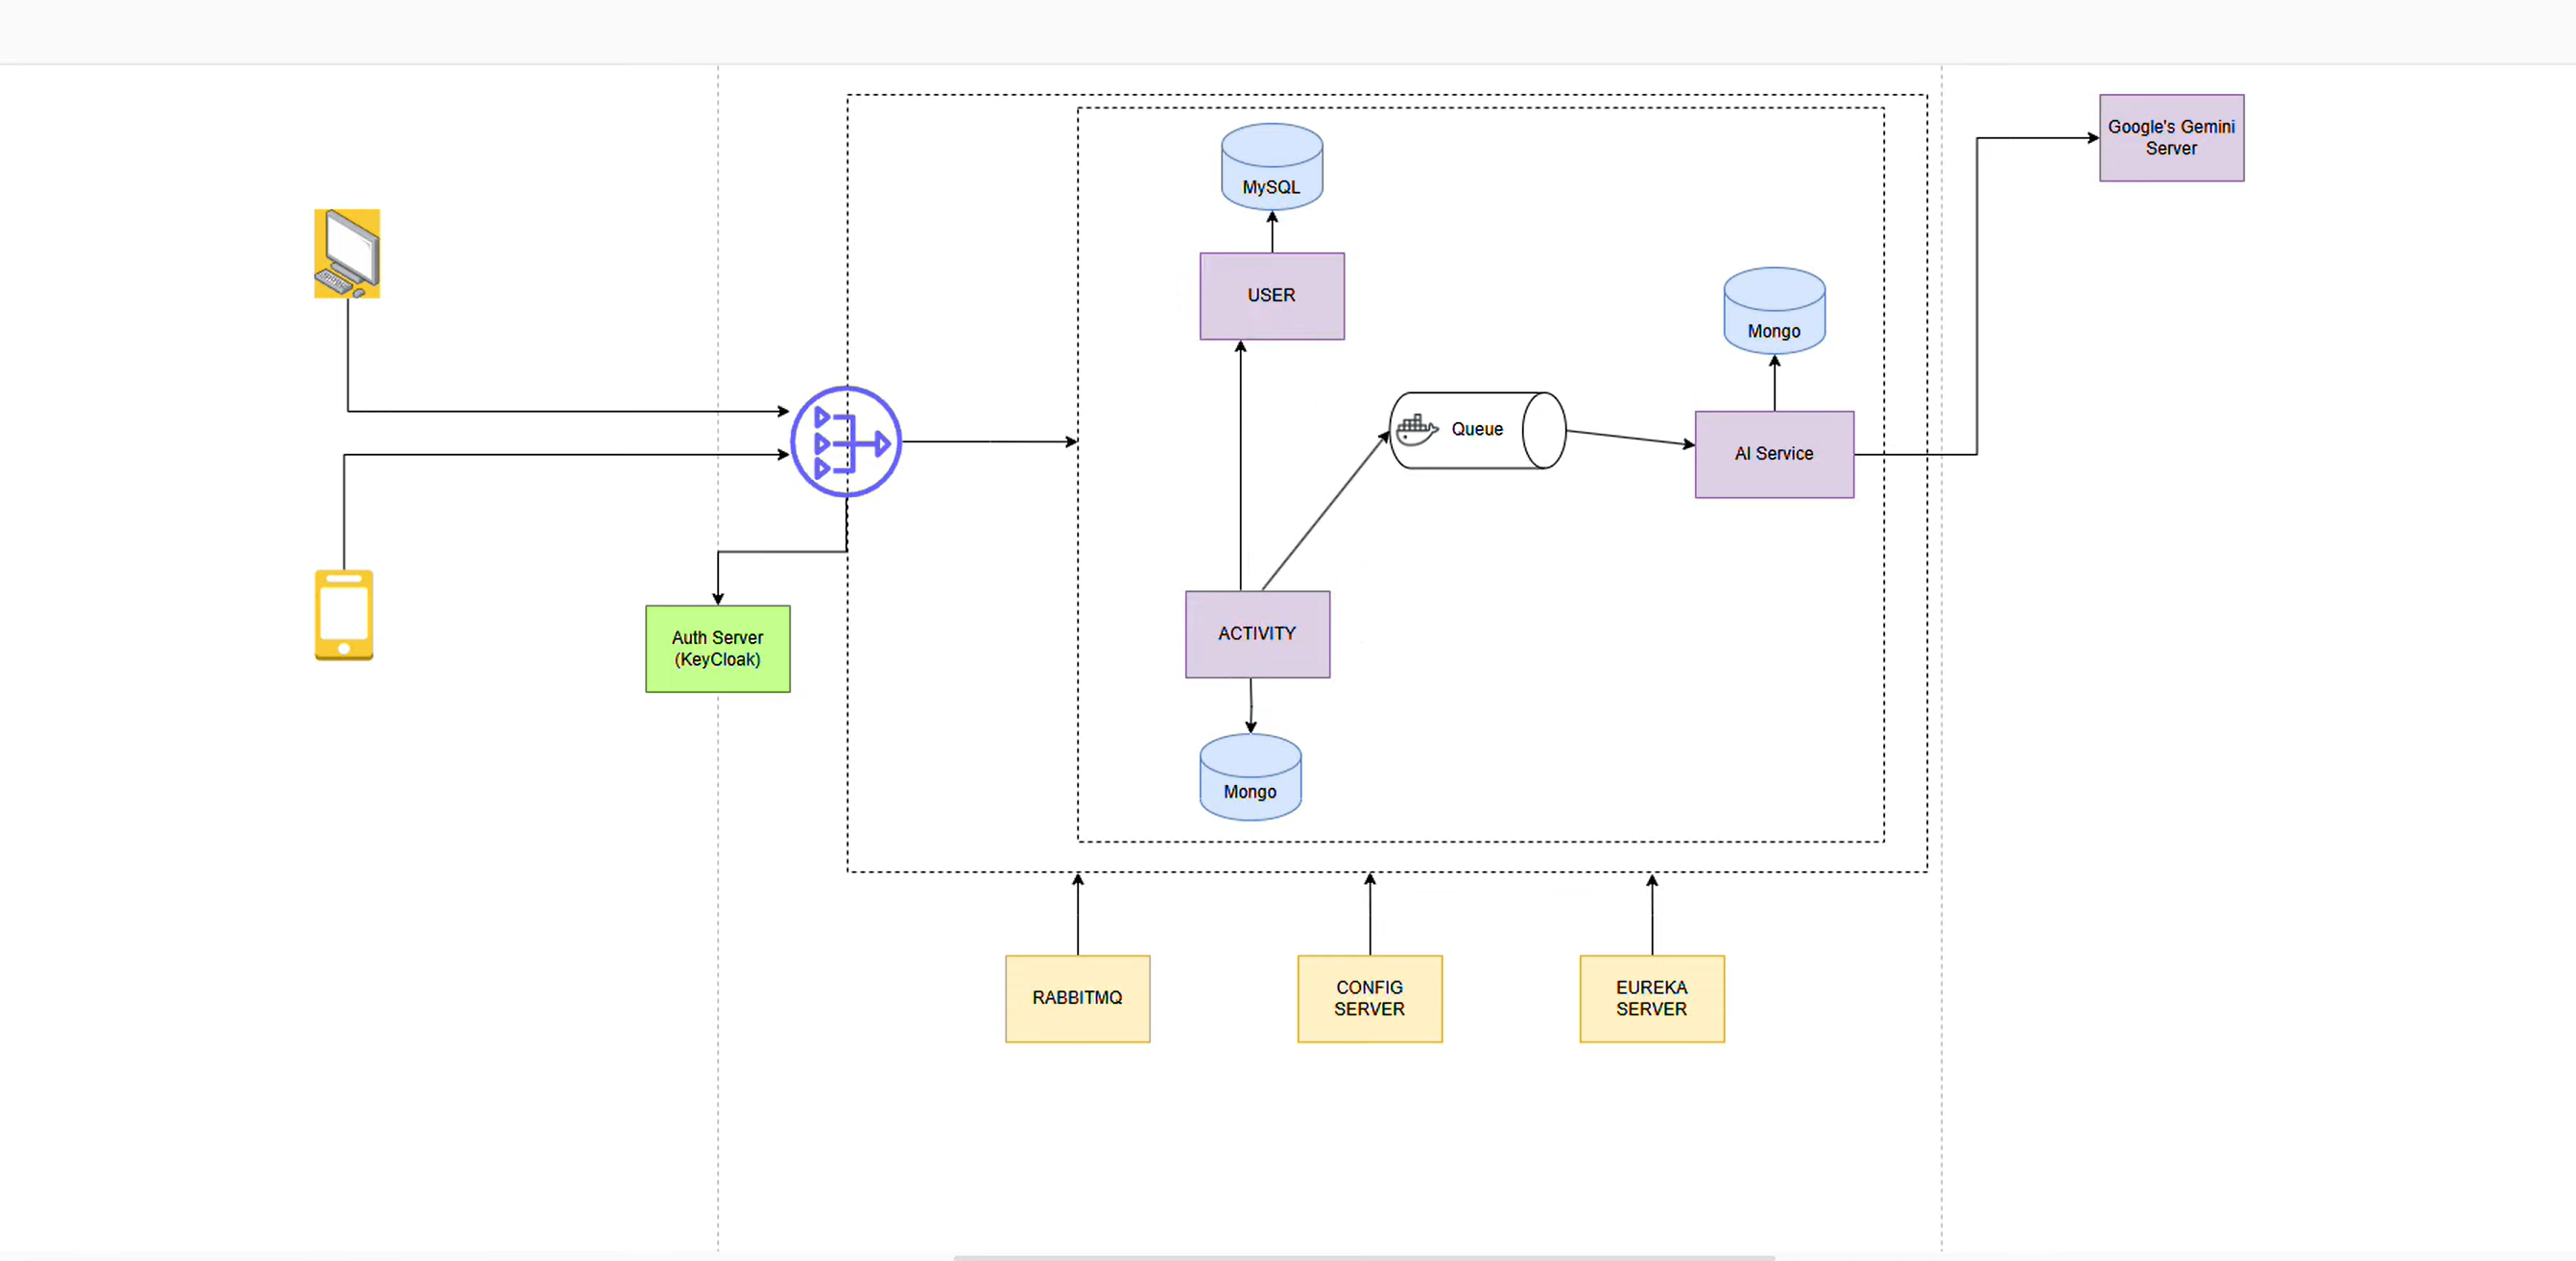 Google's Gemini
Server
MySQL
USER
Mongo
Queue
AI Service
Auth Server
(KeyCloak)
ACTIVITY
Mongo
RABBITMQ
CONFIG
SERVER
EUREKA
SERVER